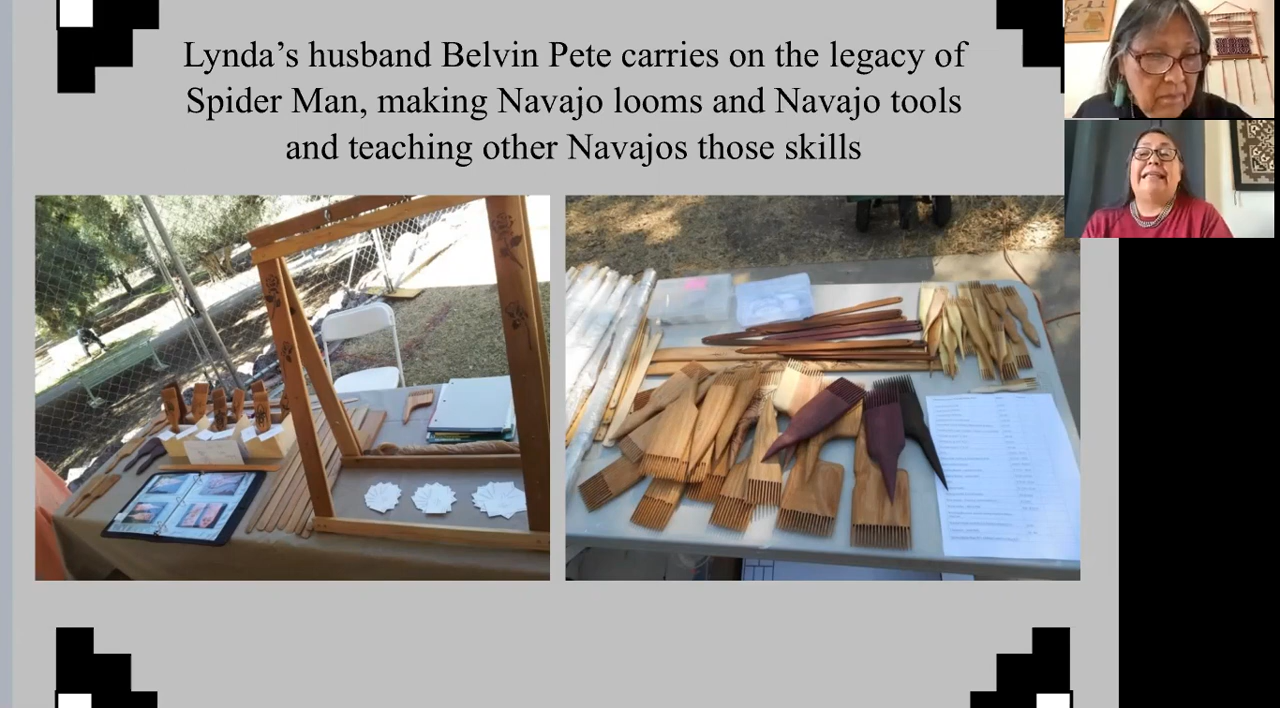 Lynda’s husband Belvin Pete carries on the legacy of
Spider Man, making Navajo looms and Navajo tools
and teaching other Navajos those skills